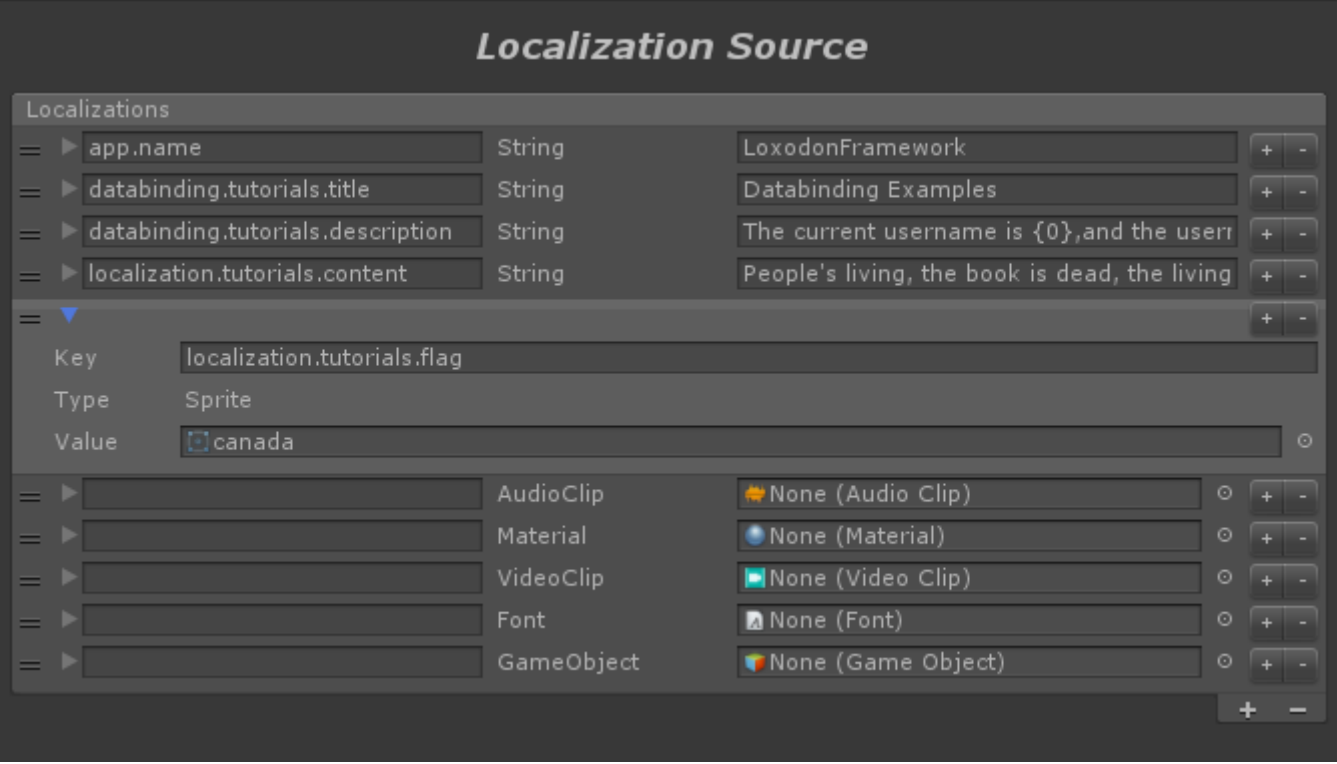 Localization Source
Localizations
app.name String LoxodonFramework + -
databinding.tutorials.title String Databinding Examples + -
databinding.tutorials.description String The current username is {0},and the user + -
localization.tutorials.content String People's living, the book is dead, the living + -
+ -
Key localization.tutorials.flag
Type Sprite
Value canada
AudioClip None (Audio Clip) + -
Material None (Material) + -
VideoClip None (Video Clip) + -
Font None (Font) + -
GameObject None (Game Object) + -
+ −